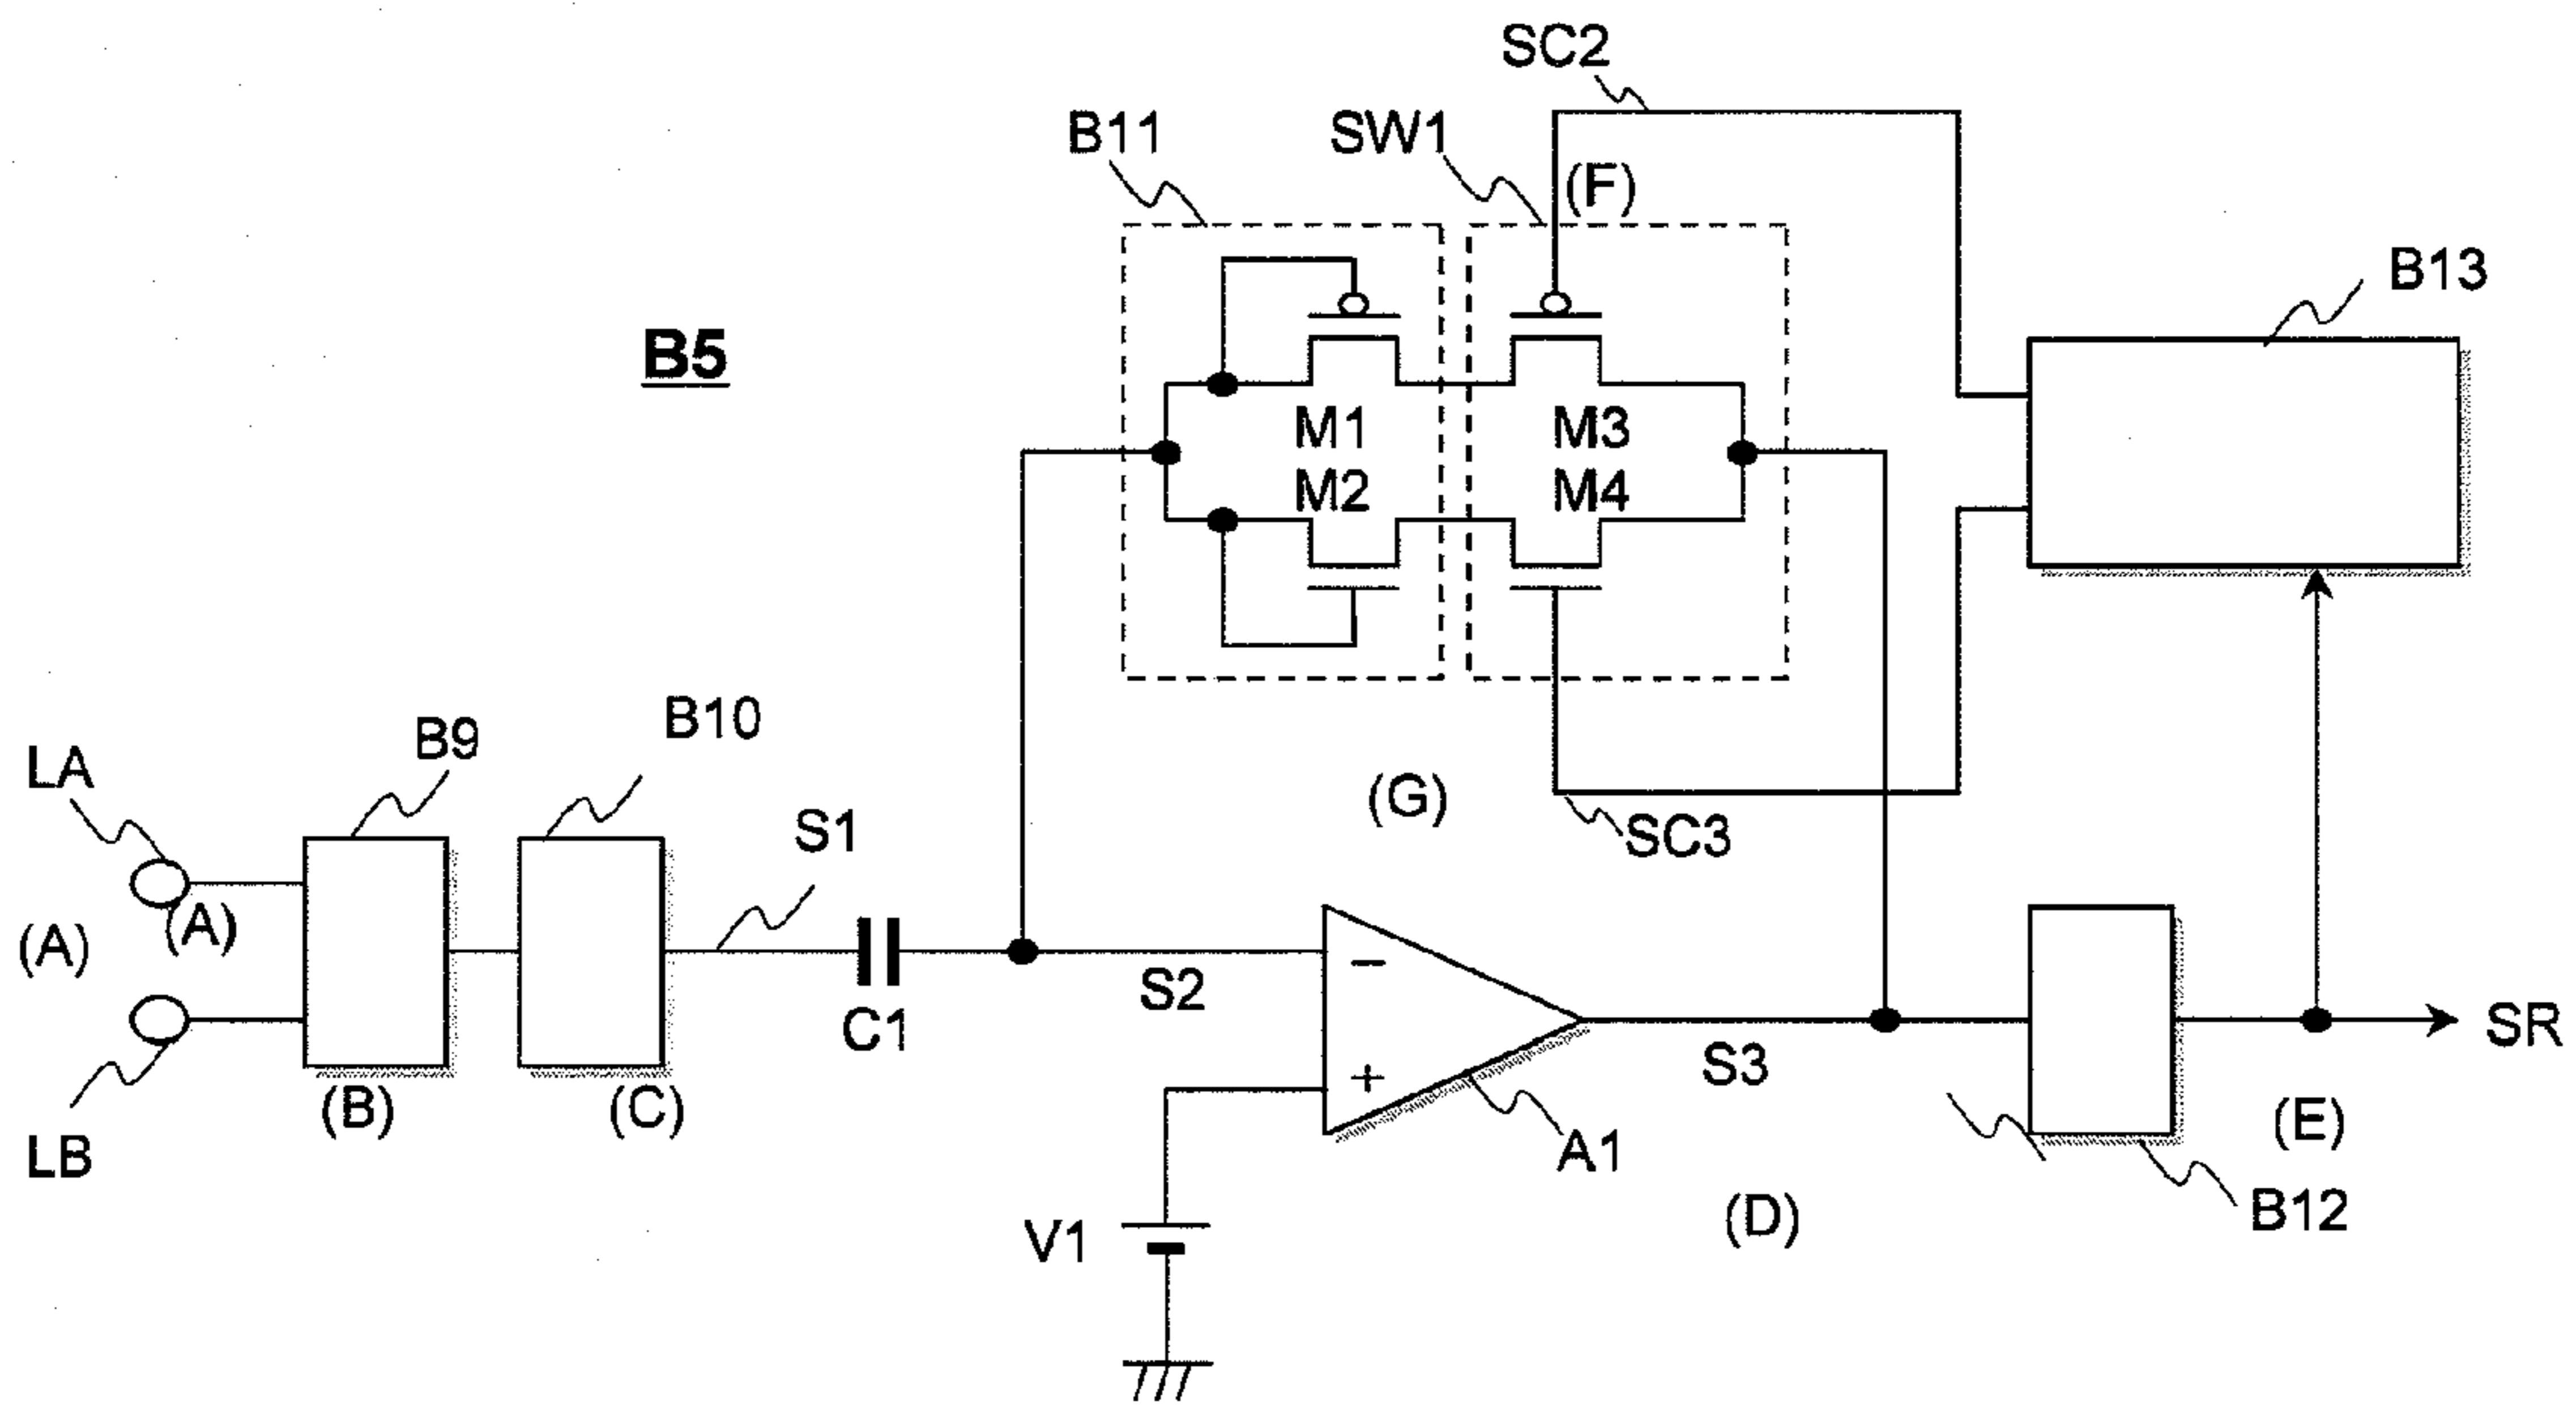 SC2
B11
SW1
(F)
B13
B5
M1
M3
M2
M4
B10
B9
LA
(G)
S1
SC3
(A)
(A)
S2
C1
S3
SR
(B)
(C)
(E)
LB
A1
B12
V1
(D)
−
+